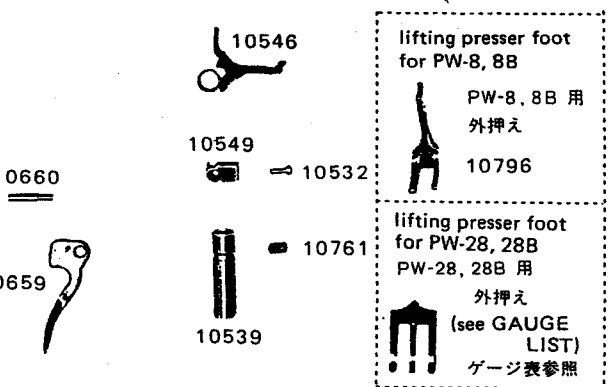 10546
10549
10532
0660
10761
0659
10539
lifting presser foot
for PW-8, 8B
PW-8, 8B 用
外押え
10796
lifting presser foot
for PW-28, 28B
PW-28, 28B 用
外押え
(see GAUGE
LIST)
ゲージ表参照